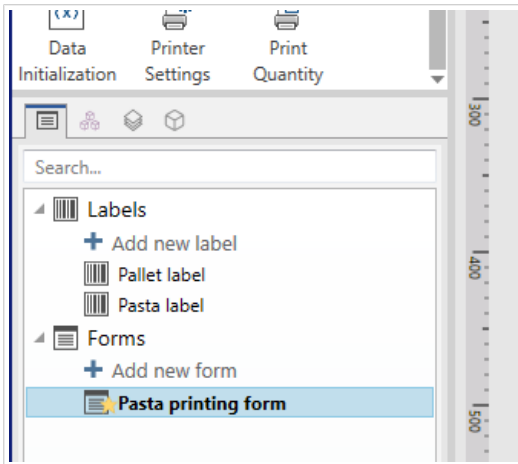 (x)
Data Initialization
Printer Settings
Print Quantity
Search...
Labels
Add new label
Pallet label
Pasta label
Forms
Add new form
Pasta printing form
300
400
500